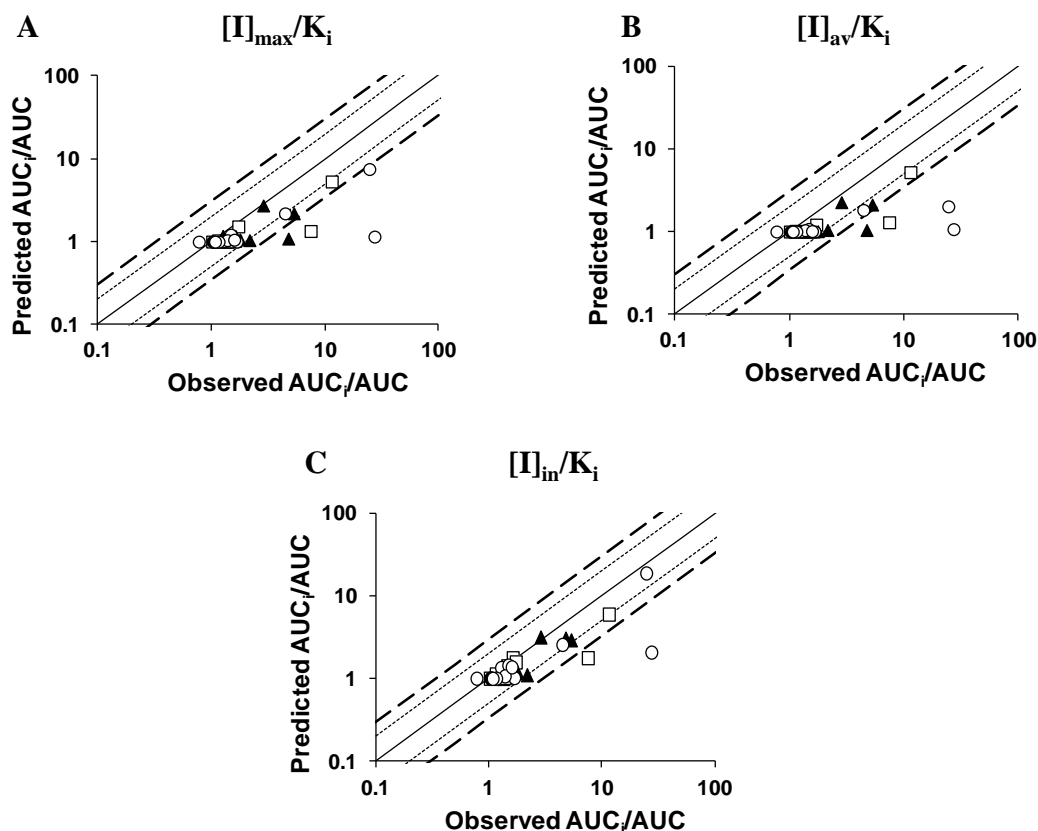 A [I]max/Ki
Predicted AUCi/AUC
100
10
1
0.1
0.1 1 10 100
Observed AUCi/AUC
B [I]av/Ki
Predicted AUCi/AUC
100
10
1
0.1
0.1 1 10 100
Observed AUCi/AUC
C [I]in/Ki
Predicted AUCi/AUC
100
10
1
0.1
0.1 1 10 100
Observed AUCi/AUC